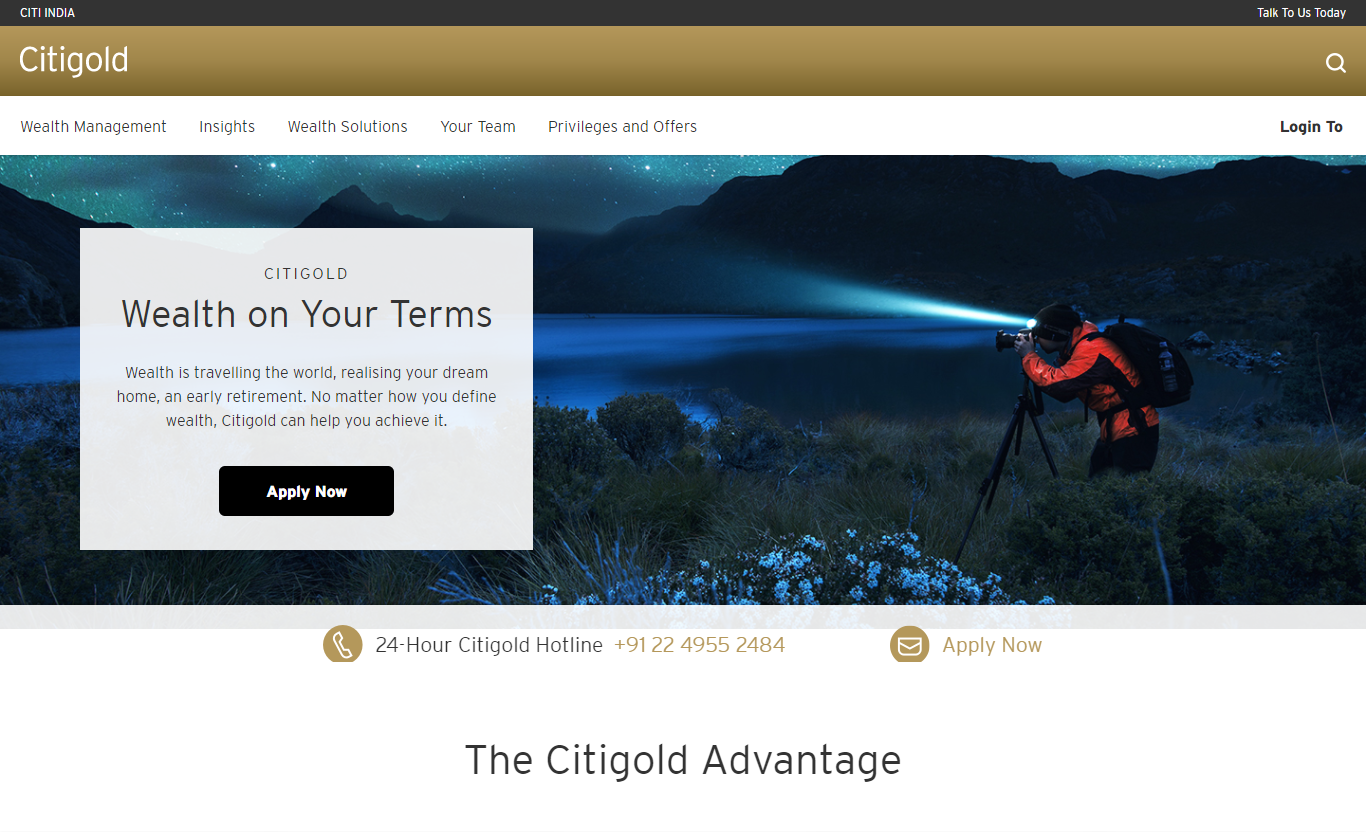 CITI INDIA
Talk To Us Today
Citigold
Wealth Management
Insights
Wealth Solutions
Your Team
Privileges and Offers
Login To
CITIGOLD
Wealth on Your Terms
Wealth is travelling the world, realising your dream
home, an early retirement. No matter how you define
wealth, Citigold can help you achieve it.
Apply Now
24-Hour Citigold Hotline +91 22 4955 2484
Apply Now
The Citigold Advantage